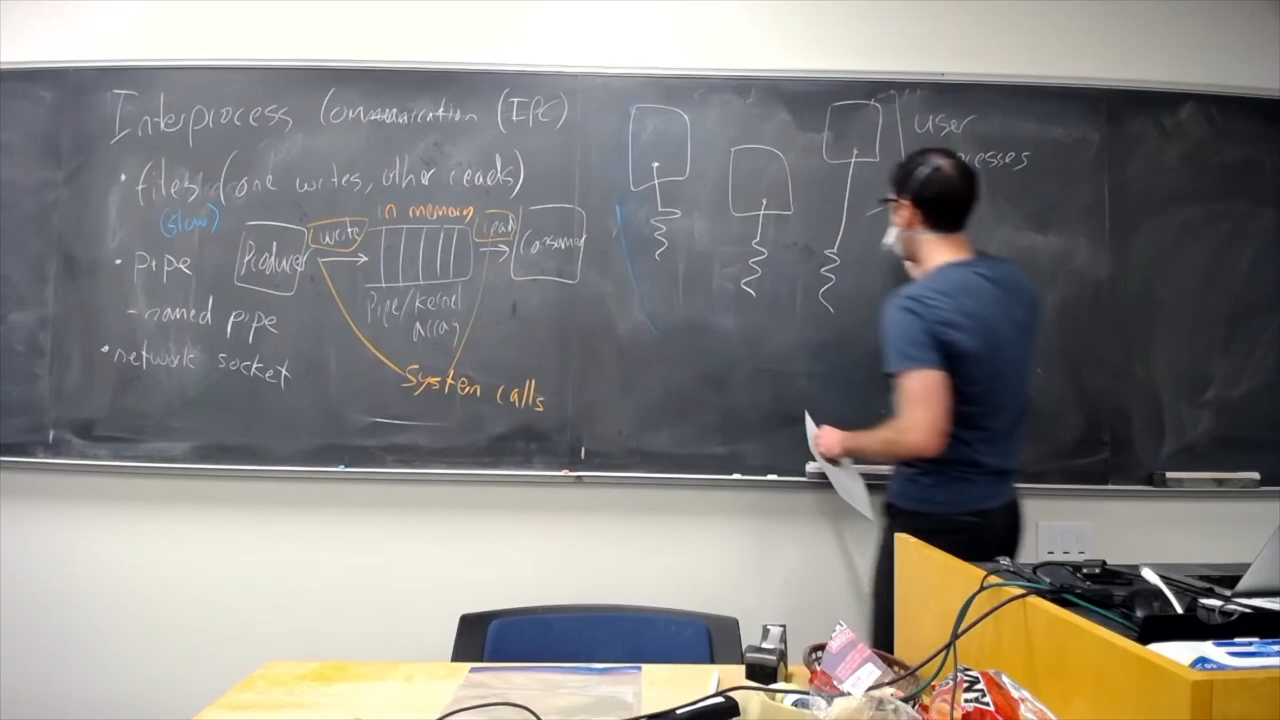 Interprocess Communication (IPC)
• files (one writes, other reads)
(slow)
in memory
Producer
write
read
Consumer
• pipe
Pipe/kernel
array
- named pipe
• network socket
System calls
user
esses